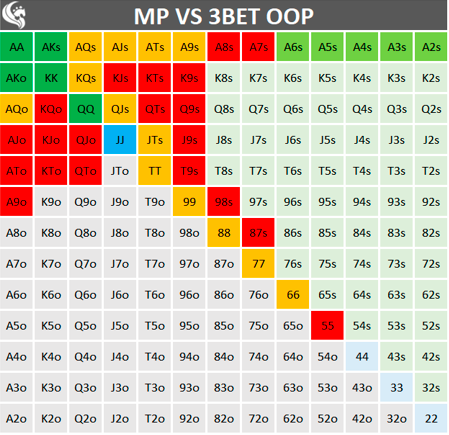 MP VS 3BET OOP
AA AKs AQs AJs ATs A9s A8s A7s A6s A5s A4s A3s A2s
AKo KK KQs KJs KTs K9s K8s K7s K6s K5s K4s K3s K2s
AQo KQo QQ QJs QTs Q9s Q8s Q7s Q6s Q5s Q4s Q3s Q2s
AJo KJo QJo JJ JTs J9s J8s J7s J6s J5s J4s J3s J2s
ATo KTo QTo JTo TT T9s T8s T7s T6s T5s T4s T3s T2s
A9o K9o Q9o J9o T9o 99 98s 97s 96s 95s 94s 93s 92s
A8o K8o Q8o J8o T8o 98o 88 87s 86s 85s 84s 83s 82s
A7o K7o Q7o J7o T7o 97o 87o 77 76s 75s 74s 73s 72s
A6o K6o Q6o J6o T6o 96o 86o 76o 66 65s 64s 63s 62s
A5o K5o Q5o J5o T5o 95o 85o 75o 65o 55 54s 53s 52s
A4o K4o Q4o J4o T4o 94o 84o 74o 64o 54o 44 43s 42s
A3o K3o Q3o J3o T3o 93o 83o 73o 63o 53o 43o 33 32s
A2o K2o Q2o J2o T2o 92o 82o 72o 62o 52o 42o 32o 22